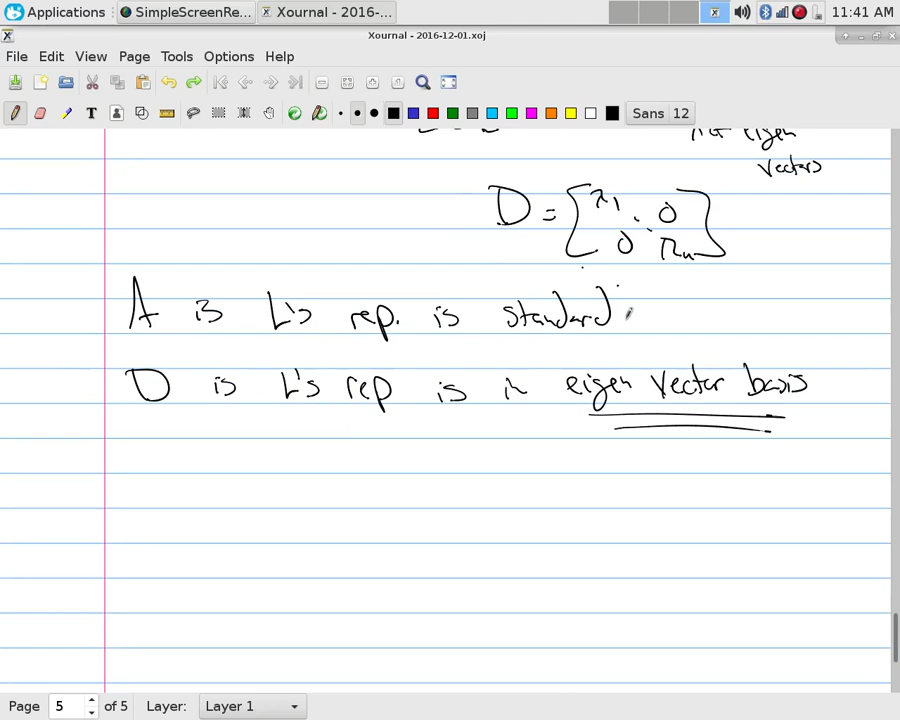 Applications SimpleScreenRe... Xournal - 2016-... 11:41 AM
Xournal - 2016-12-01.xoj
File Edit View Page Tools Options Help
Sans 12
not eigen
vectors
D = [λ1 . 0
0 . λn]
A is L's rep. is standard
D is L's rep is in eigen vector basis
Page 5 of 5 Layer: Layer 1